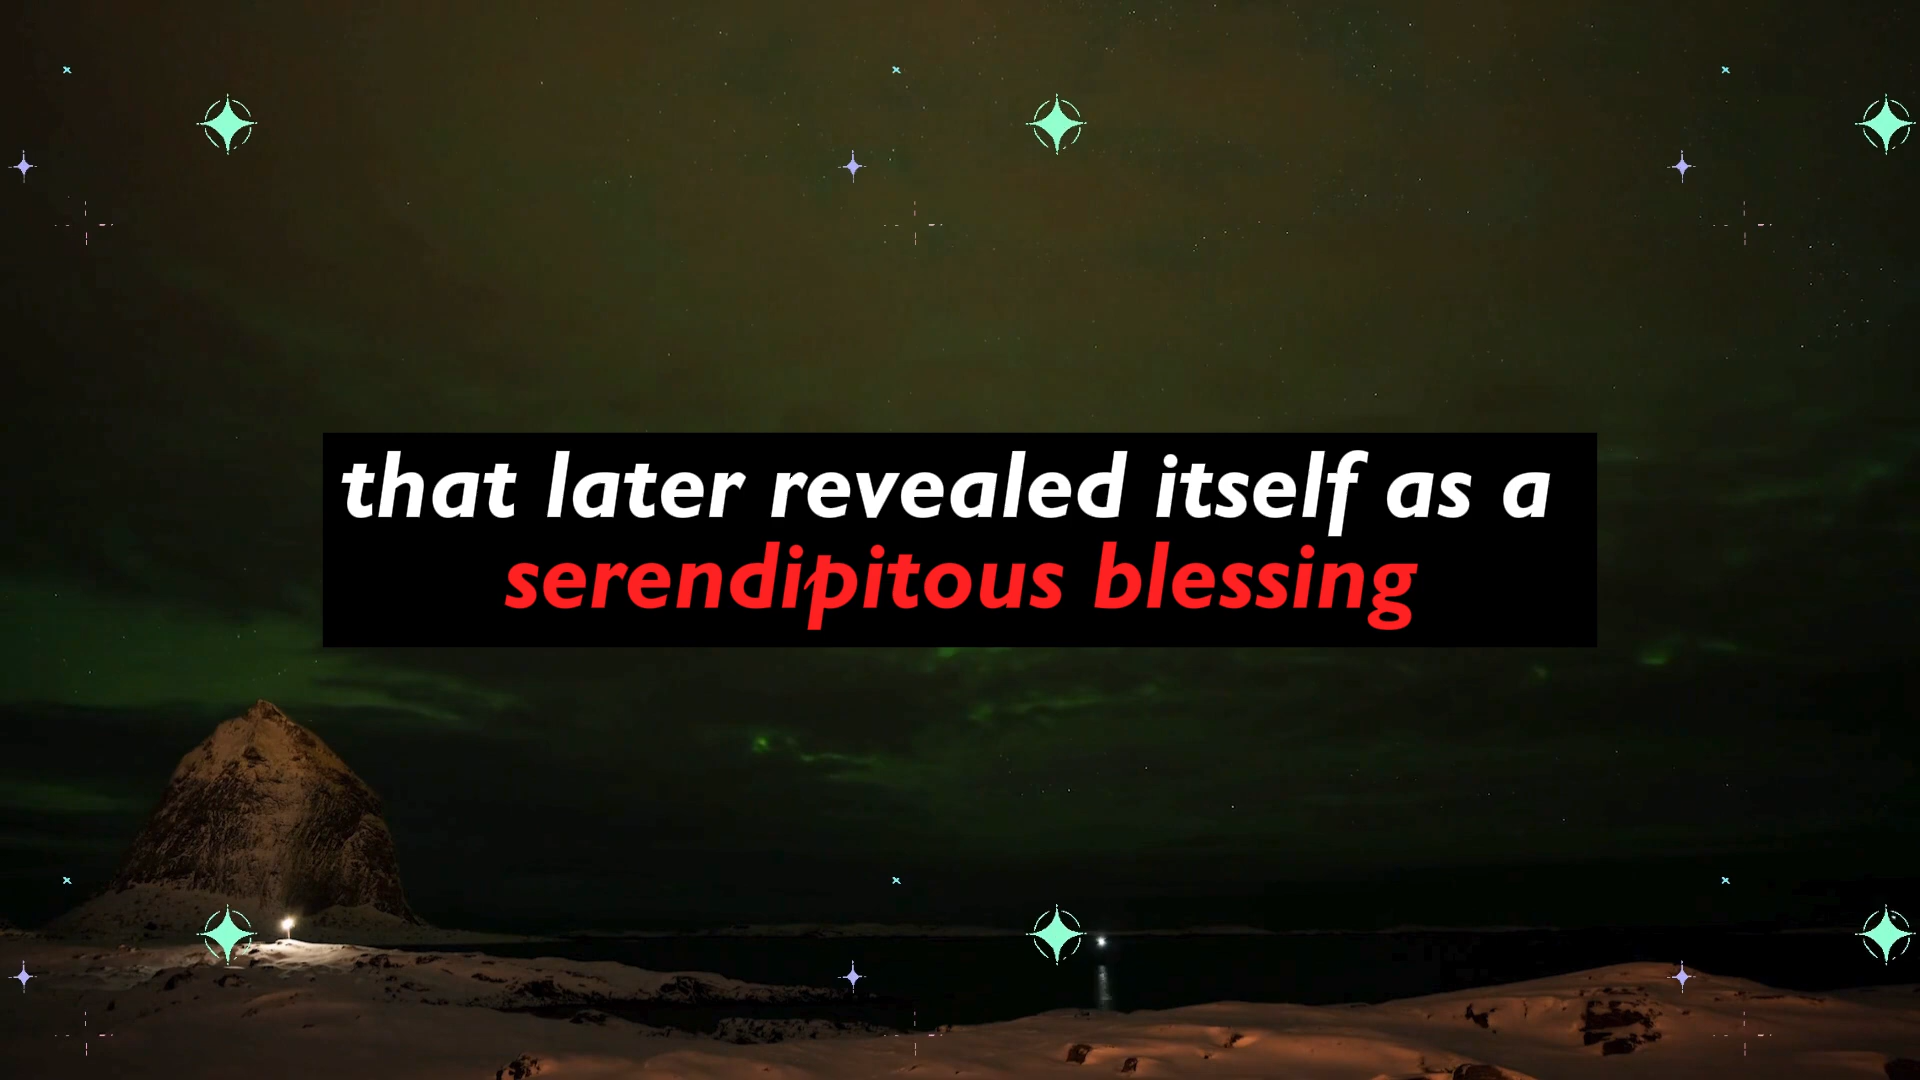 that later revealed itself as a
serendipitous blessing